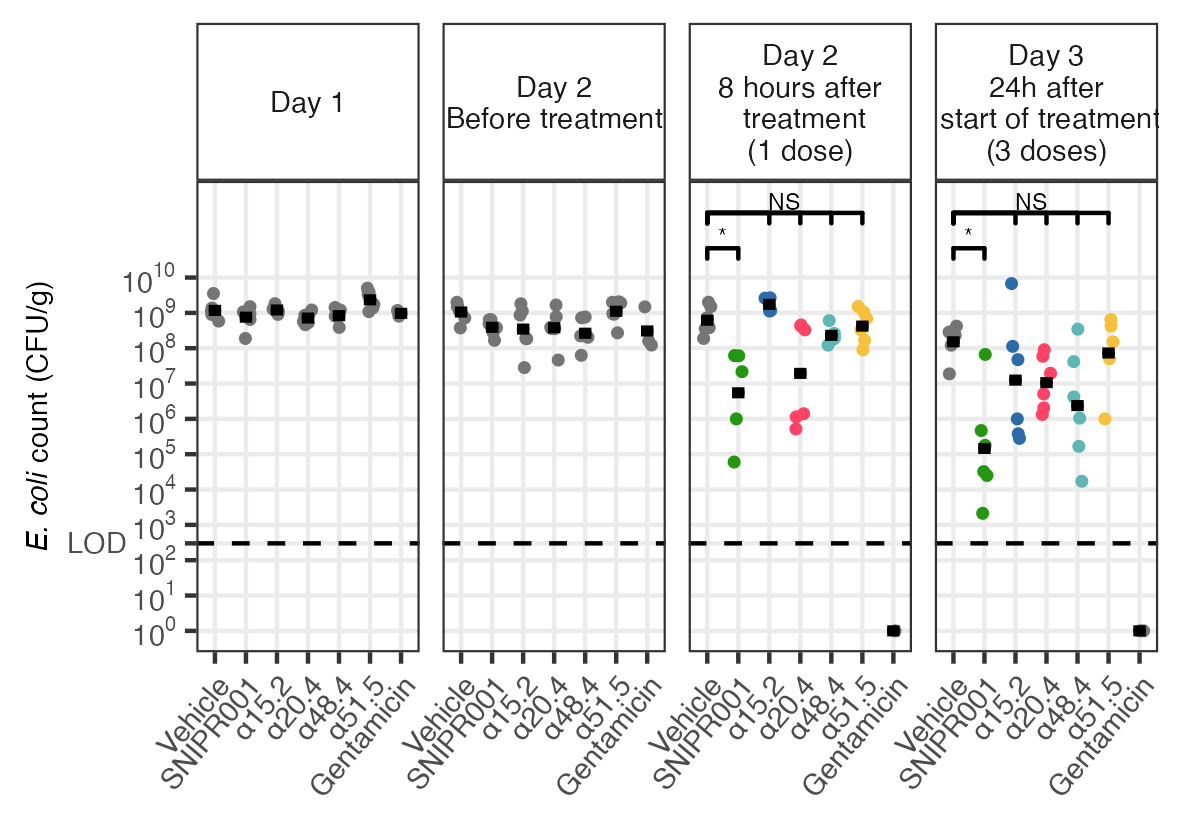 Day 1
Day 2
Before treatment
Day 2
8 hours after
treatment
(1 dose)
Day 3
24h after
start of treatment
(3 doses)
NS
*
NS
*
E. coli count (CFU/g)
10^10
10^9
10^8
10^7
10^6
10^5
10^4
10^3
LOD
10^2
10^1
10^0
Vehicle
SNIPR001
α15.2
α20.4
α48.4
α51.5
Gentamicin
Vehicle
SNIPR001
α15.2
α20.4
α48.4
α51.5
Gentamicin
Vehicle
SNIPR001
α15.2
α20.4
α48.4
α51.5
Gentamicin
Vehicle
SNIPR001
α15.2
α20.4
α48.4
α51.5
Gentamicin